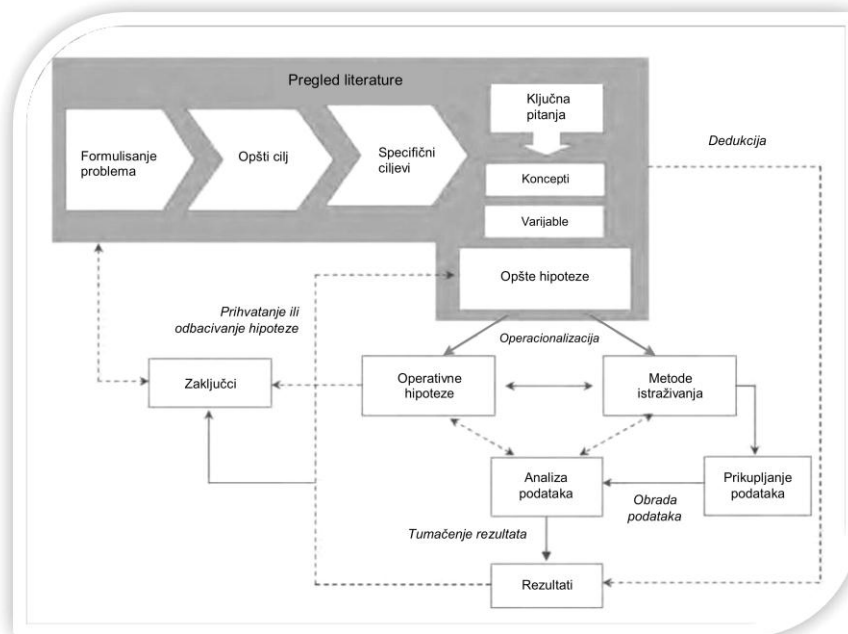 Pregled literature
Formulisanje
problema
Opšti cilj
Specifični
ciljevi
Ključna
pitanja
Koncepti
Varijable
Opšte hipoteze
Dedukcija
Prihvatanje ili
odbacivanje hipoteze
Operacionalizacija
Zaključci
Operativne
hipoteze
Metode
istraživanja
Analiza
podataka
Obrada
podataka
Prikupljanje
podataka
Tumačenje rezultata
Rezultati